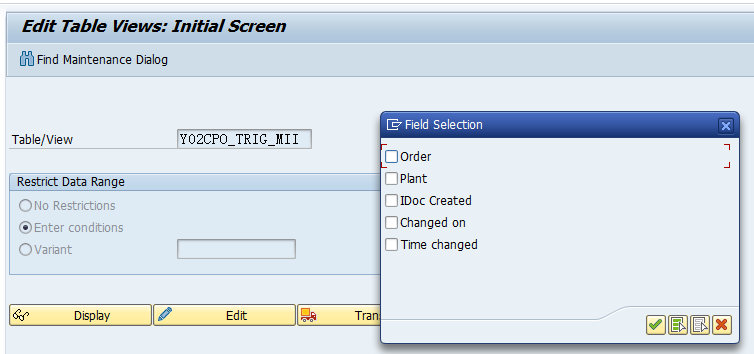 Edit Table Views: Initial Screen
Find Maintenance Dialog
Table/View Y02CPO_TRIG_MII
Restrict Data Range
No Restrictions
Enter conditions
Variant
Display Edit Tran
Field Selection
Order
Plant
IDoc Created
Changed on
Time changed